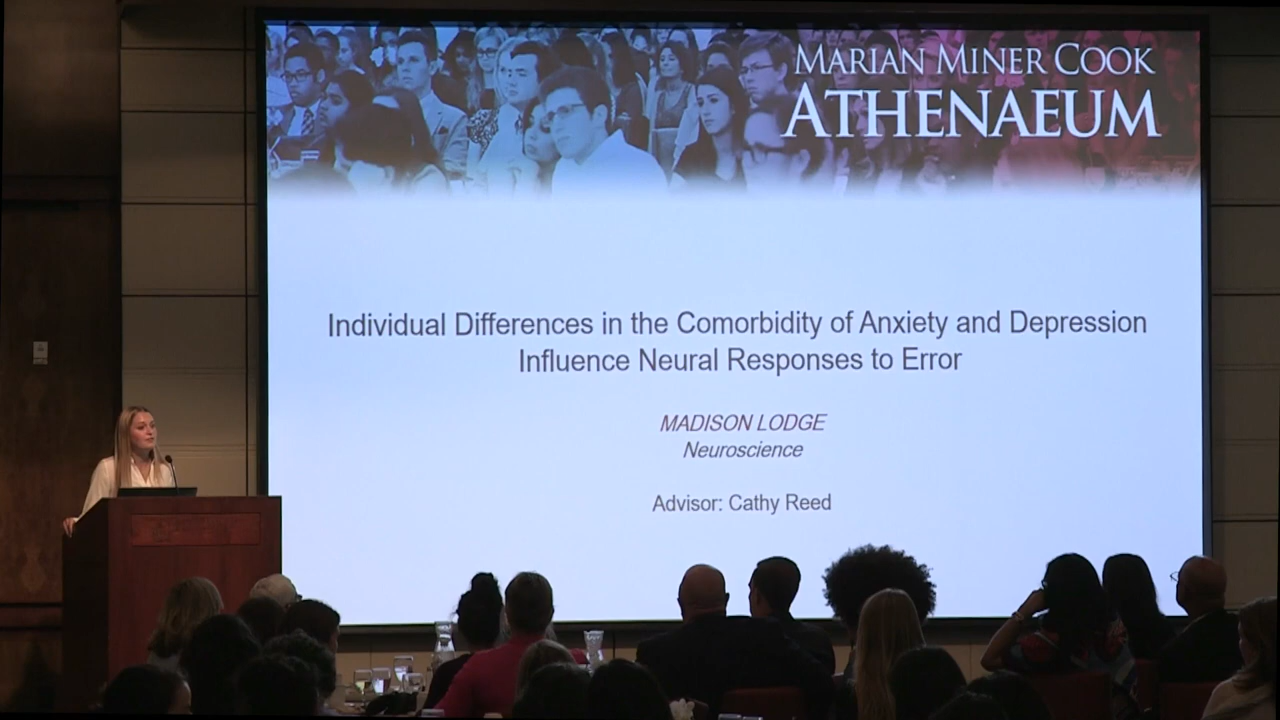 MARIAN MINER COOK
ATHENAEUM
Individual Differences in the Comorbidity of Anxiety and Depression
Influence Neural Responses to Error
MADISON LODGE
Neuroscience
Advisor: Cathy Reed